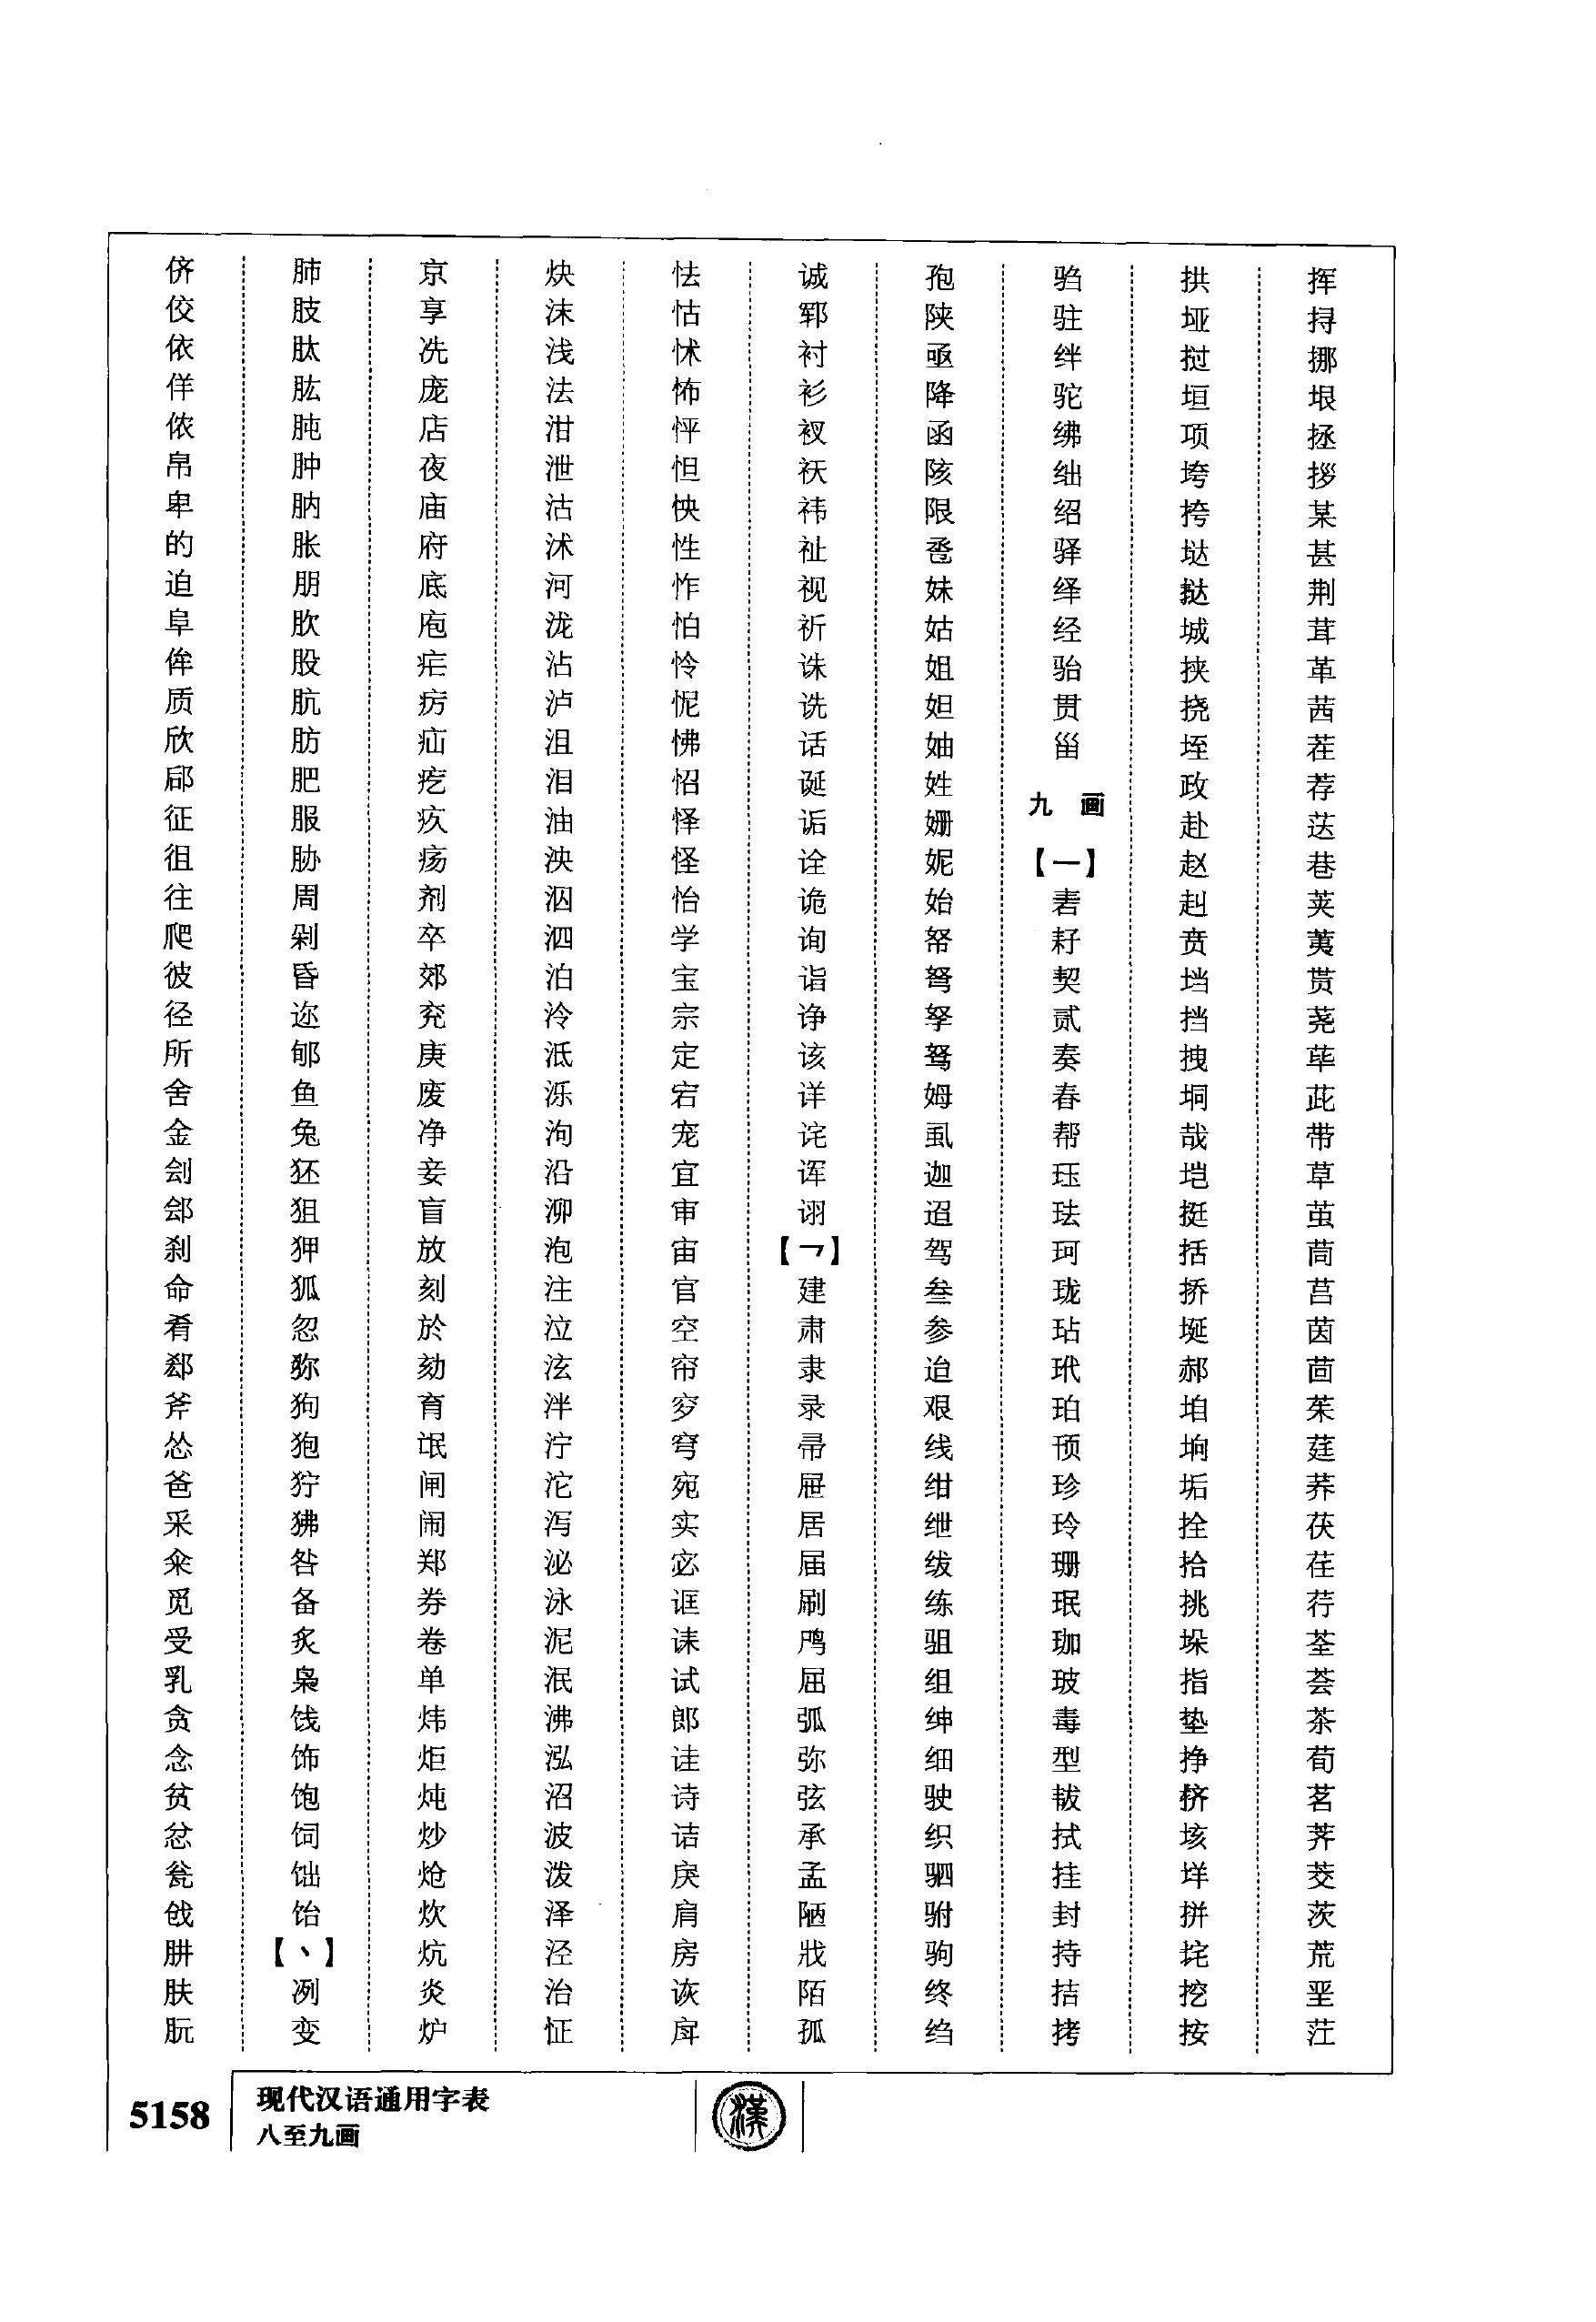 侪佼依佯侬帛卑的迫阜侔质欣郈征徂往爬彼径所舍金刽郐刹命肴郄斧怂爸采籴觅受乳贪念贫忿瓮戗肼肤朊
肺肢肽肱肫肿肭胀朋肷股肮肪肥服胁周剁昏迩郇鱼兔狉狙狎狐忽狝狗狍狞狒咎备炙枭饯饰饱饲饳饴【丶】冽变
京享冼庞店夜庙府底庖疟疠疝疙疚疡剂卒郊兖庚废净妾盲放刻於劾育氓闸闹郑券卷单炜炬炖炒炝炊炕炎炉
炔沫浅法泔泄沽沭河泷沾泸沮泪油泱泅泗泊泠泜泺泃沿泖泡注泣泫泮泞沱泻泌泳泥泯沸泓沼波泼泽泾治怔
怯怙怵怖怦怛怏性怍怕怜怩怫怊怿怪怡学宝宗定宕宠宜审宙官空帘穸穹宛实宓诓诔试郎诖诗诘戾肩房诙戽
诚郓衬衫衩祆祎祉视祈诛诜话诞诟诠诡询诣诤该详诧诨诩【乛】建肃隶录帚屉居届刷鸤屈弧弥弦承孟陋戕陌孤
孢陕亟降函陔限卺妹姑姐妲妯姓姗妮始帑弩孥驽姆虱迦迢驾叁参迨艰线绀绁绂练驵组绅细驶织驷驸驹终绉
驺驻绊驼绋绌绍驿绎经骀贯甾
九 画
【一】
砉耔契贰奏春帮珏珐珂珑玷玳珀顸珍玲珊珉珈玻毒型韨拭挂封持拮拷
拱垭挝垣项垮挎垯挞城挟挠垤政赴赵赳贲垱挡拽垌哉垲挺括挢埏郝垍垧垢拴拾挑垛指垫挣挤垓垟拼垞挖按
挥挦挪垠拯拶某甚荆茸革茜茬荐荙巷荚荑贳荛荜茈带草茧茼莒茵茴茱莛荞茯荏荇荃荟茶荀茗荠茭茨荒垩茳
5158
现代汉语通用字表
八至九画
漢